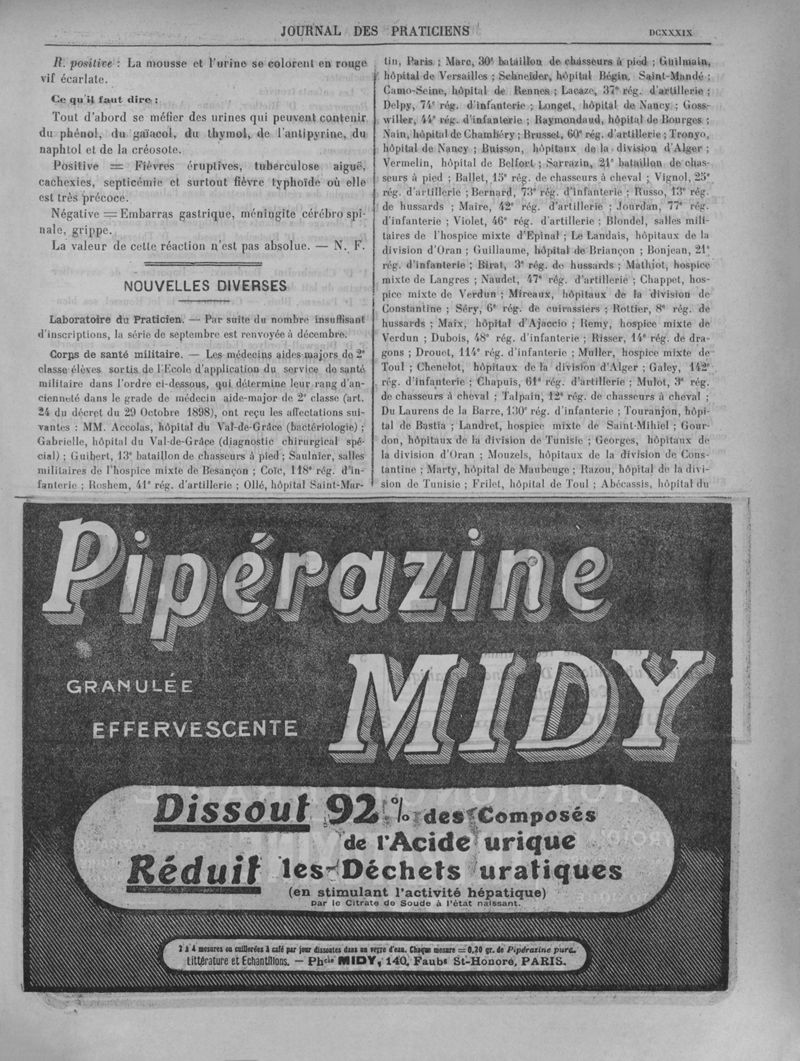 JOURNAL DES PRATICIENS
DCXXXIX
R. positive : La mousse et l'urine se colorent en rouge
vif écarlate.
Ce qu'il faut dire :
Tout d'abord se méfier des urines qui peuvent contenir
du phénol, du gaïacol, du thymol, de l'antipyrine, du
naphtol et de la créosote.
Positive = Fièvres éruptives, tuberculose aiguë,
cachexies, septicémie et surtout fièvre typhoïde où elle
est très précoce.
Négative = Embarras gastrique, méningite cérébro spi-
nale, grippe.
La valeur de cette réaction n'est pas absolue. — N. F.
NOUVELLES DIVERSES
Laboratoire du Praticien. — Par suite du nombre insuffisant
d'inscriptions, la série de septembre est renvoyée à décembre.
Corps de santé militaire. — Les médecins aides-majors de 2e
classe élèves sortis de l'Ecole d'application du service de santé
militaire dans l'ordre ci-dessous, qui détermine leur rang d'an-
cienneté dans le grade de médecin aide-major de 2e classe (art.
24 du décret du 29 Octobre 1898), ont reçu les affectations sui-
vantes : MM. Accolas, hôpital du Val-de-Grâce (bactériologie) ;
Gabrielle, hôpital du Val-de-Grâce (diagnostic chirurgical spé-
cial) ; Guibert, 13e bataillon de chasseurs à pied ; Saulnier, salles
militaires de l'hospice mixte de Besançon ; Coïc, 118e rég. d'in-
fanterie ; Roshem, 41e rég. d'artillerie ; Ollé, hôpital Saint-Mar-
tin, Paris ; Marc, 30e bataillon de chasseurs à pied ; Guilmain,
hôpital de Versailles ; Schneider, hôpital Bégin, Saint-Mandé ;
Camo-Seine, hôpital de Rennes ; Lacaze, 37e rég. d'artillerie ;
Delpy, 74e rég. d'infanterie ; Longet, hôpital de Nancy ; Goss-
willer, 44e rég. d'infanterie ; Raymondaud, hôpital de Bourges ;
Nain, hôpital de Chambéry ; Brusset, 60e rég. d'artillerie ; Tronyo,
hôpital de Nancy ; Buisson, hôpitaux de la division d'Alger ;
Vermelin, hôpital de Belfort ; Sarrazin, 21e bataillon de chas-
seurs à pied ; Ballet, 15e rég. de chasseurs à cheval ; Vignol, 25e
rég. d'artillerie ; Bernard, 73e rég. d'infanterie ; Russo, 13e rég.
de hussards ; Maire, 42e rég. d'artillerie ; Jourdan, 77e rég.
d'infanterie ; Violet, 46e rég. d'artillerie ; Blondel, salles mili-
taires de l'hospice mixte d'Epinal ; Le Landais, hôpitaux de la
division d'Oran ; Guillaume, hôpital de Briançon ; Bonjean, 21e
rég. d'infanterie ; Birat, 3e rég. de hussards ; Mathiot, hospice
mixte de Langres ; Naudet, 47e rég. d'artillerie ; Chappet, hos-
pice mixte de Verdun ; Mireaux, hôpitaux de la division de
Constantine ; Séry, 6e rég. de cuirassiers ; Rottier, 8e rég. de
hussards ; Maix, hôpital d'Ajaccio ; Remy, hospice mixte de
Verdun ; Dubois, 48e rég. d'infanterie ; Risser, 14e rég. de dra-
gons ; Drouet, 114e rég. d'infanterie ; Muller, hospice mixte de
Toul ; Chenelot, hôpitaux de la division d'Alger ; Galey, 142e
rég. d'infanterie ; Chapuis, 61e rég. d'artillerie ; Mulot, 3e rég.
de chasseurs à cheval ; Talpain, 12e rég. de chasseurs à cheval ;
Du Laurens de la Barre, 130e rég. d'infanterie ; Touranjon, hôpi-
tal de Bastia ; Landret, hospice mixte de Saint-Mihiel ; Gour-
don, hôpitaux de la division de Tunisie ; Georges, hôpitaux de
la division d'Oran ; Mouzels, hôpitaux de la division de Cons-
tantine ; Marty, hôpital de Maubeuge ; Razou, hôpital de la divi-
sion de Tunisie ; Frilet, hôpital de Toul ; Abécassis, hôpital du
Pipérazine
MIDY
GRANULÉE
EFFERVESCENTE
Dissout 92 % des Composés
de l'Acide urique
Réduit les Déchets uratiques
(en stimulant l'activité hépatique)
par le Citrate de Soude à l'état naissant.
2 à 4 mesures ou cuillerées à café par jour dissoutes dans un verre d'eau. Chaque mesure = 0,20 gr. de Pipérazine pure.
Littérature et Echantillons. — Phcie MIDY, 140, Faubg St-Honoré, PARIS.